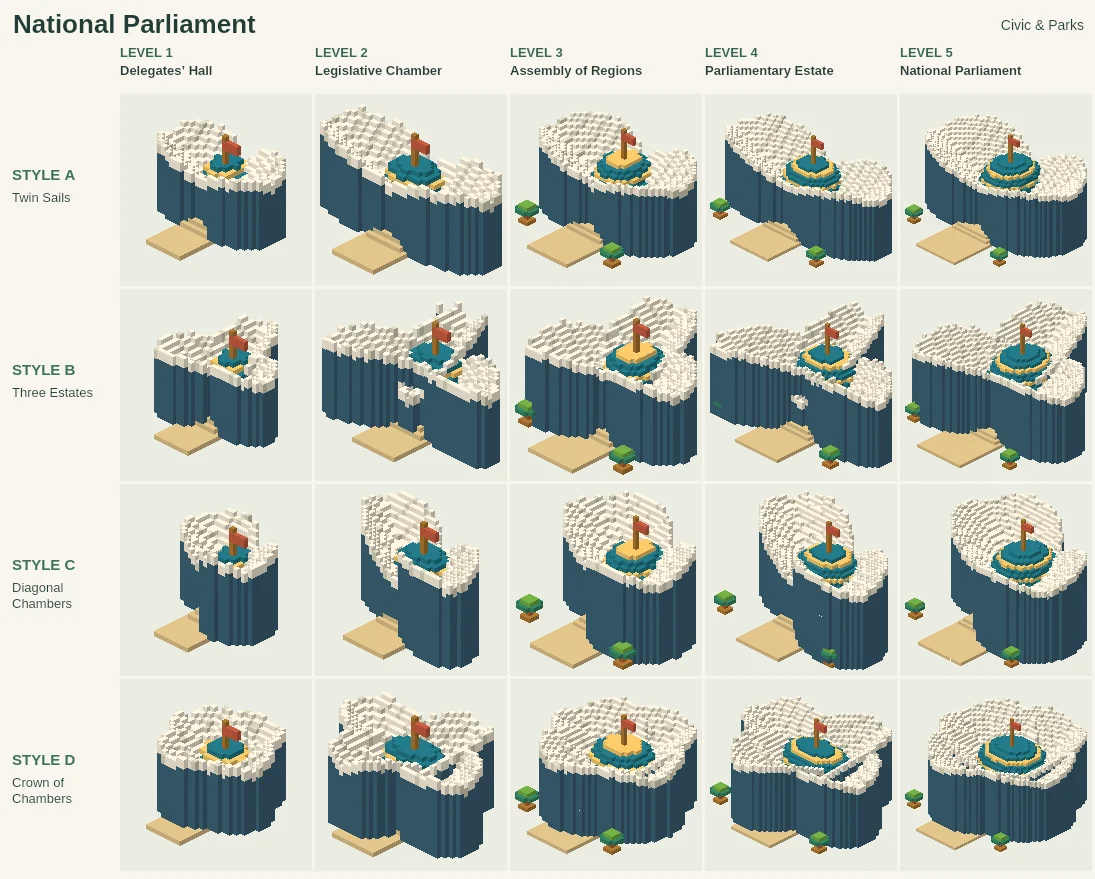 National Parliament
Civic & Parks
LEVEL 1
Delegates' Hall
LEVEL 2
Legislative Chamber
LEVEL 3
Assembly of Regions
LEVEL 4
Parliamentary Estate
LEVEL 5
National Parliament
STYLE A
Twin Sails
STYLE B
Three Estates
STYLE C
Diagonal
Chambers
STYLE D
Crown of
Chambers